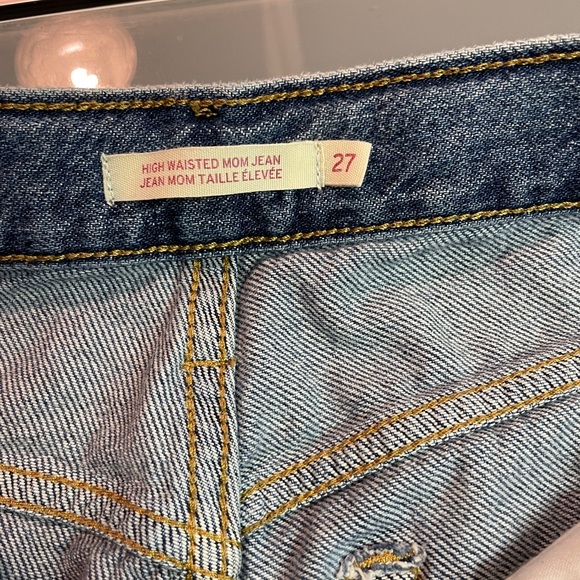 HIGH WAISTED MOM JEAN
JEAN MOM TAILLE ÉLEVÉE
27